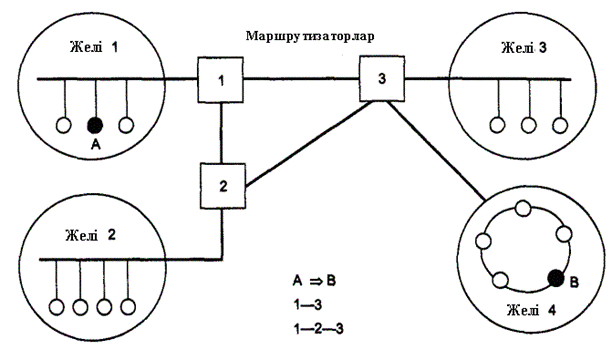 Желі 1
Маршрутизаторлар
Желі 3
1
3
A
2
Желі 2
A ⇒ B
1—3
1—2—3
B
Желі 4